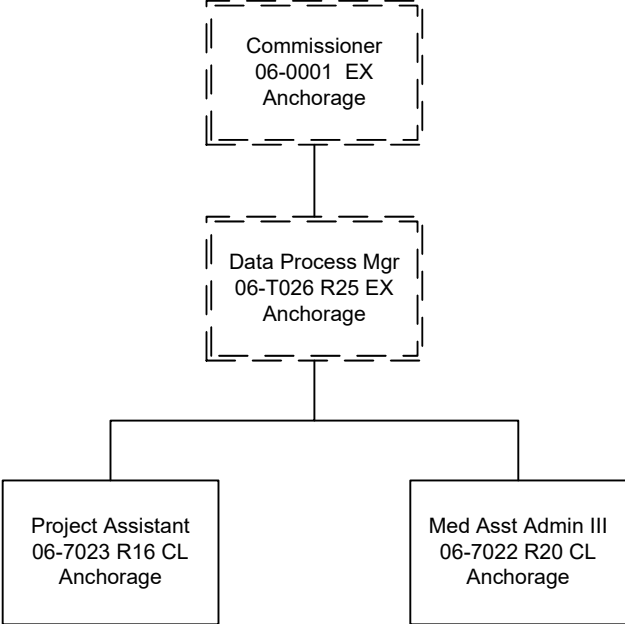 Commissioner
06-0001  EX
Anchorage
Data Process Mgr
06-T026 R25 EX
Anchorage
Project Assistant
06-7023 R16 CL
Anchorage
Med Asst Admin III
06-7022 R20 CL
Anchorage